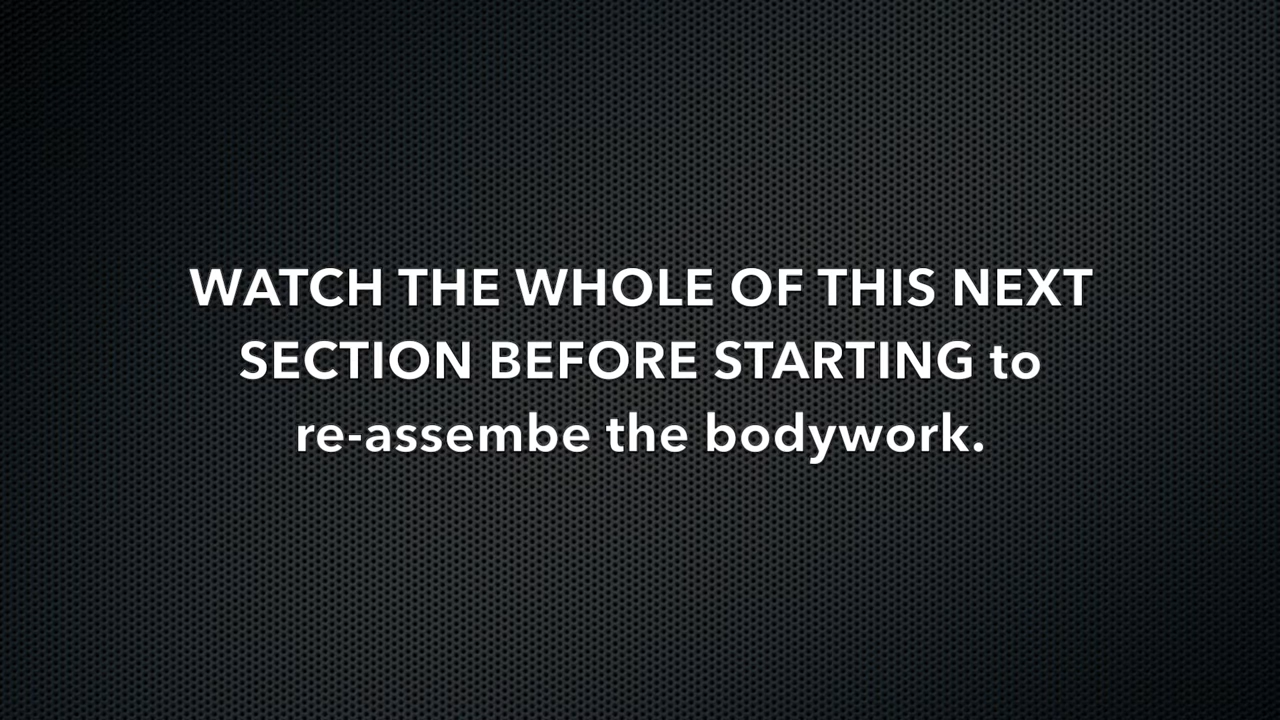 WATCH THE WHOLE OF THIS NEXT
SECTION BEFORE STARTING to
re-assembe the bodywork.